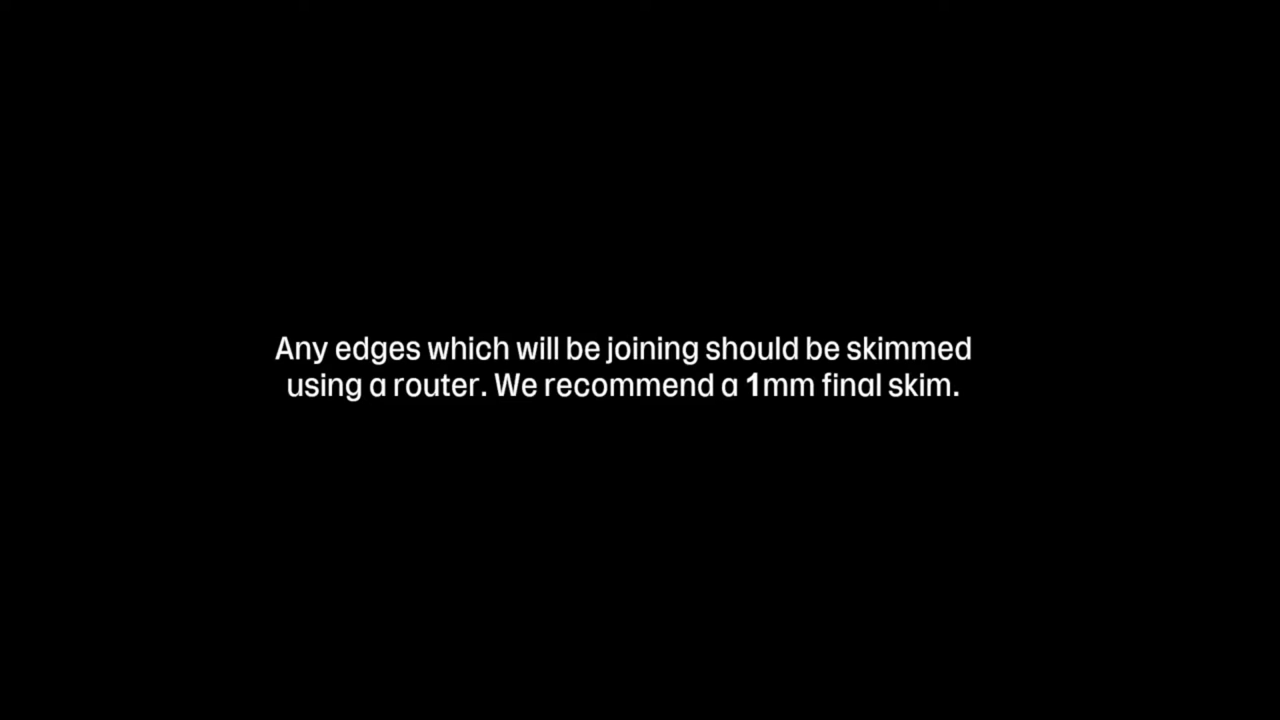 Any edges which will be joining should be skimmed
using a router. We recommend a 1mm final skim.